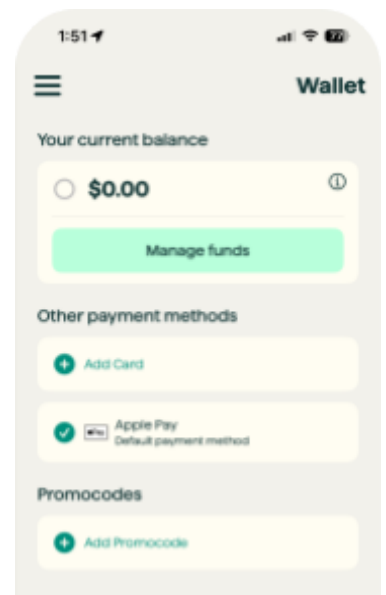 1:51
77
Wallet
Your current balance
$0.00
Manage funds
Other payment methods
Add Card
Apple Pay
Default payment method
Promocodes
Add Promocode